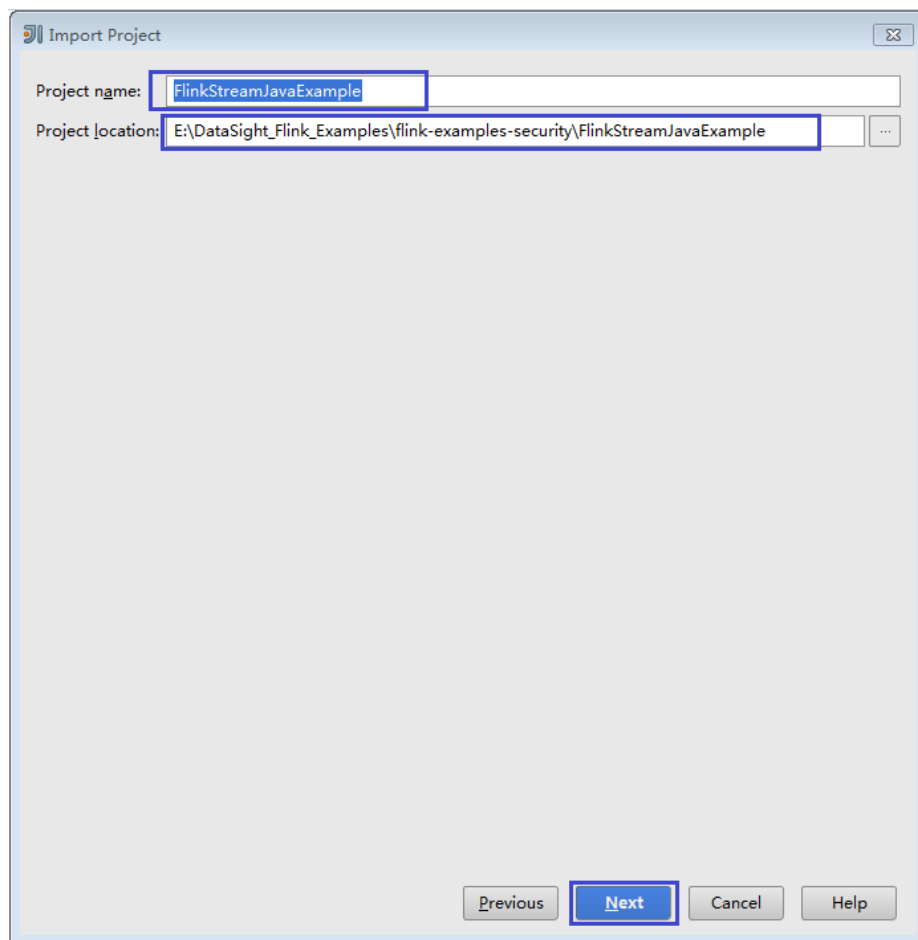 Import Project
Project name: FlinkStreamJavaExample
Project location: E:\DataSight_Flink_Examples\flink-examples-security\FlinkStreamJavaExample ...
Previous Next Cancel Help